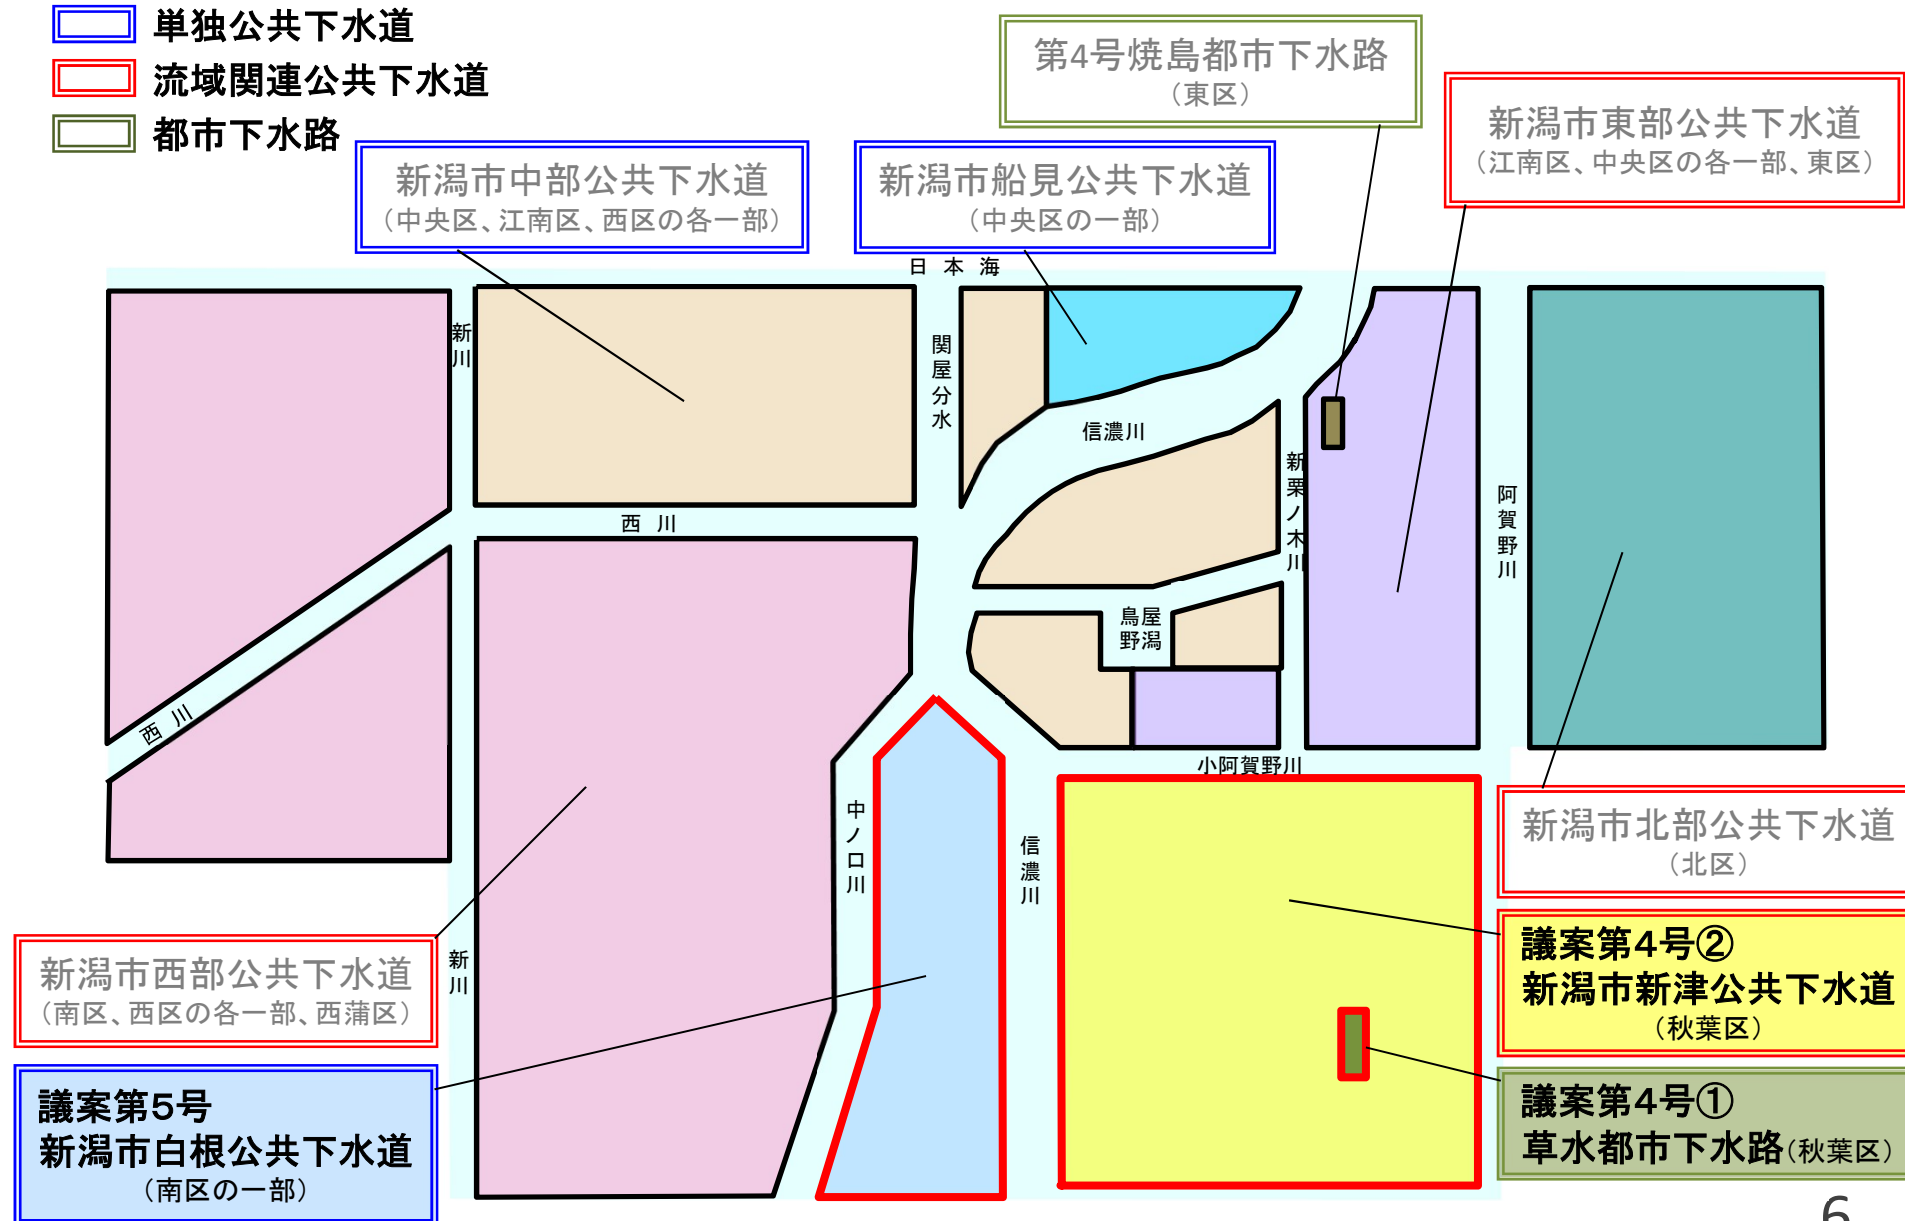 単独公共下水道
流域関連公共下水道
都市下水路
第4号焼島都市下水路
（東区）
新潟市東部公共下水道
（江南区、中央区の各一部、東区）
新潟市中部公共下水道
（中央区、江南区、西区の各一部）
新潟市船見公共下水道
（中央区の一部）
日本海
新川
関屋分水
信濃川
新栗ノ木川
阿賀野川
西川
鳥屋
野潟
西川
小阿賀野川
中ノ口川
信濃川
新川
新潟市北部公共下水道
（北区）
新潟市西部公共下水道
（南区、西区の各一部、西蒲区）
議案第4号②
新潟市新津公共下水道
（秋葉区）
議案第5号
新潟市白根公共下水道
（南区の一部）
議案第4号①
草水都市下水路（秋葉区）
6